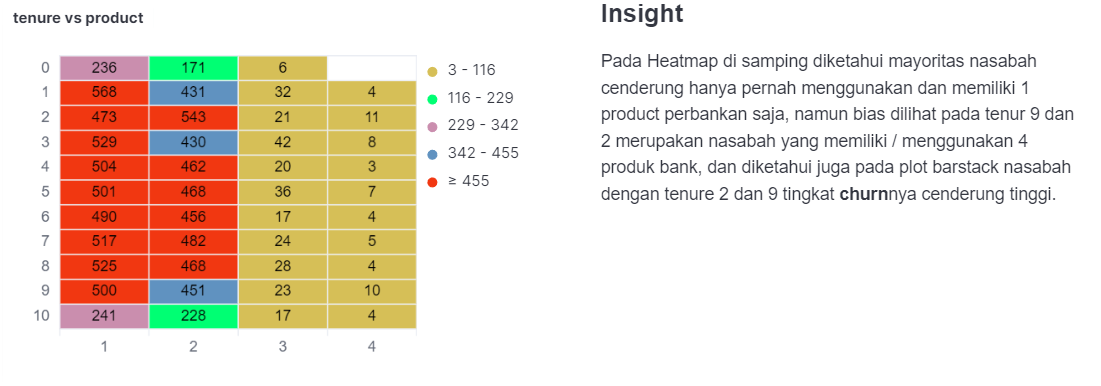 tenure vs product
0 236 171 6
1 568 431 32 4
2 473 543 21 11
3 529 430 42 8
4 504 462 20 3
5 501 468 36 7
6 490 456 17 4
7 517 482 24 5
8 525 468 28 4
9 500 451 23 10
10 241 228 17 4
1 2 3 4
3 - 116
116 - 229
229 - 342
342 - 455
≥ 455
Insight
Pada Heatmap di samping diketahui mayoritas nasabah
cenderung hanya pernah menggunakan dan memiliki 1
product perbankan saja, namun bias dilihat pada tenur 9 dan
2 merupakan nasabah yang memiliki / menggunakan 4
produk bank, dan diketahui juga pada plot barstack nasabah
dengan tenure 2 dan 9 tingkat churnnya cenderung tinggi.